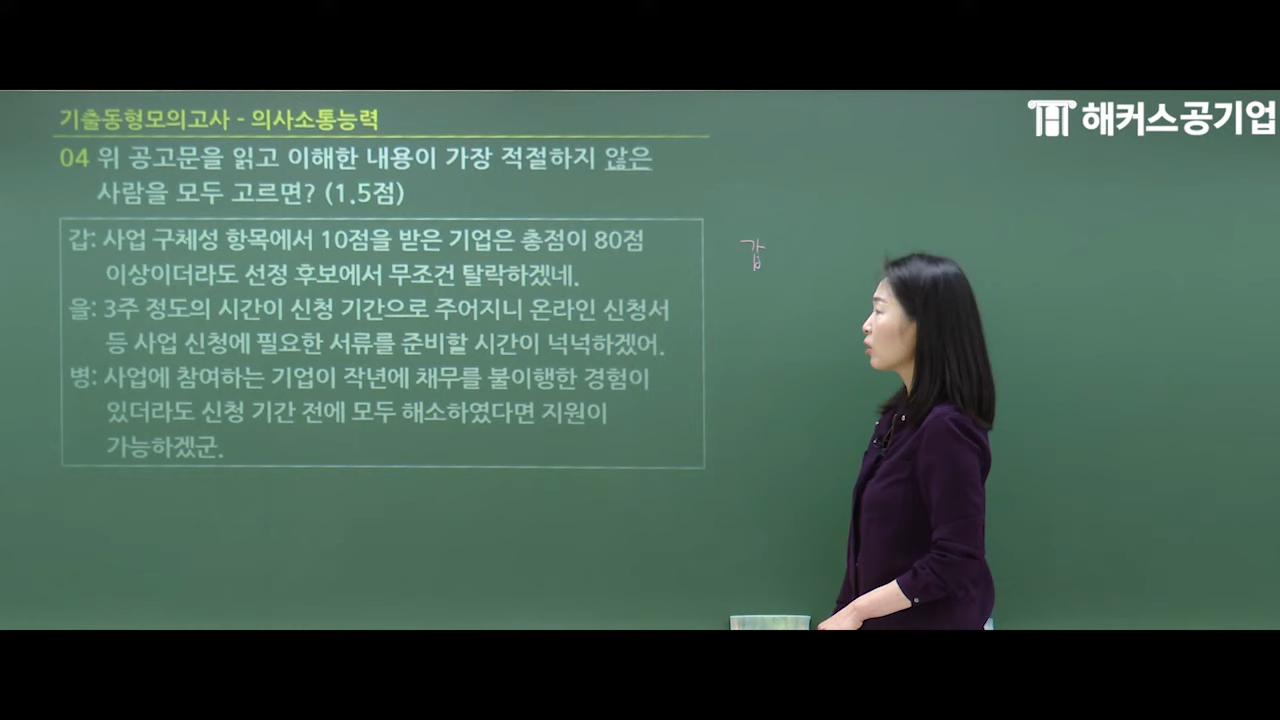 기출동형모의고사 - 의사소통능력
해커스공기업
04 위 공고문을 읽고 이해한 내용이 가장 적절하지 않은
사람을 모두 고르면? (1.5점)
갑: 사업 구체성 항목에서 10점을 받은 기업은 총점이 80점
이상이더라도 선정 후보에서 무조건 탈락하겠네.
갑
을: 3주 정도의 시간이 신청 기간으로 주어지니 온라인 신청서
등 사업 신청에 필요한 서류를 준비할 시간이 넉넉하겠어.
병: 사업에 참여하는 기업이 작년에 채무를 불이행한 경험이
있더라도 신청 기간 전에 모두 해소하였다면 지원이
가능하겠군.